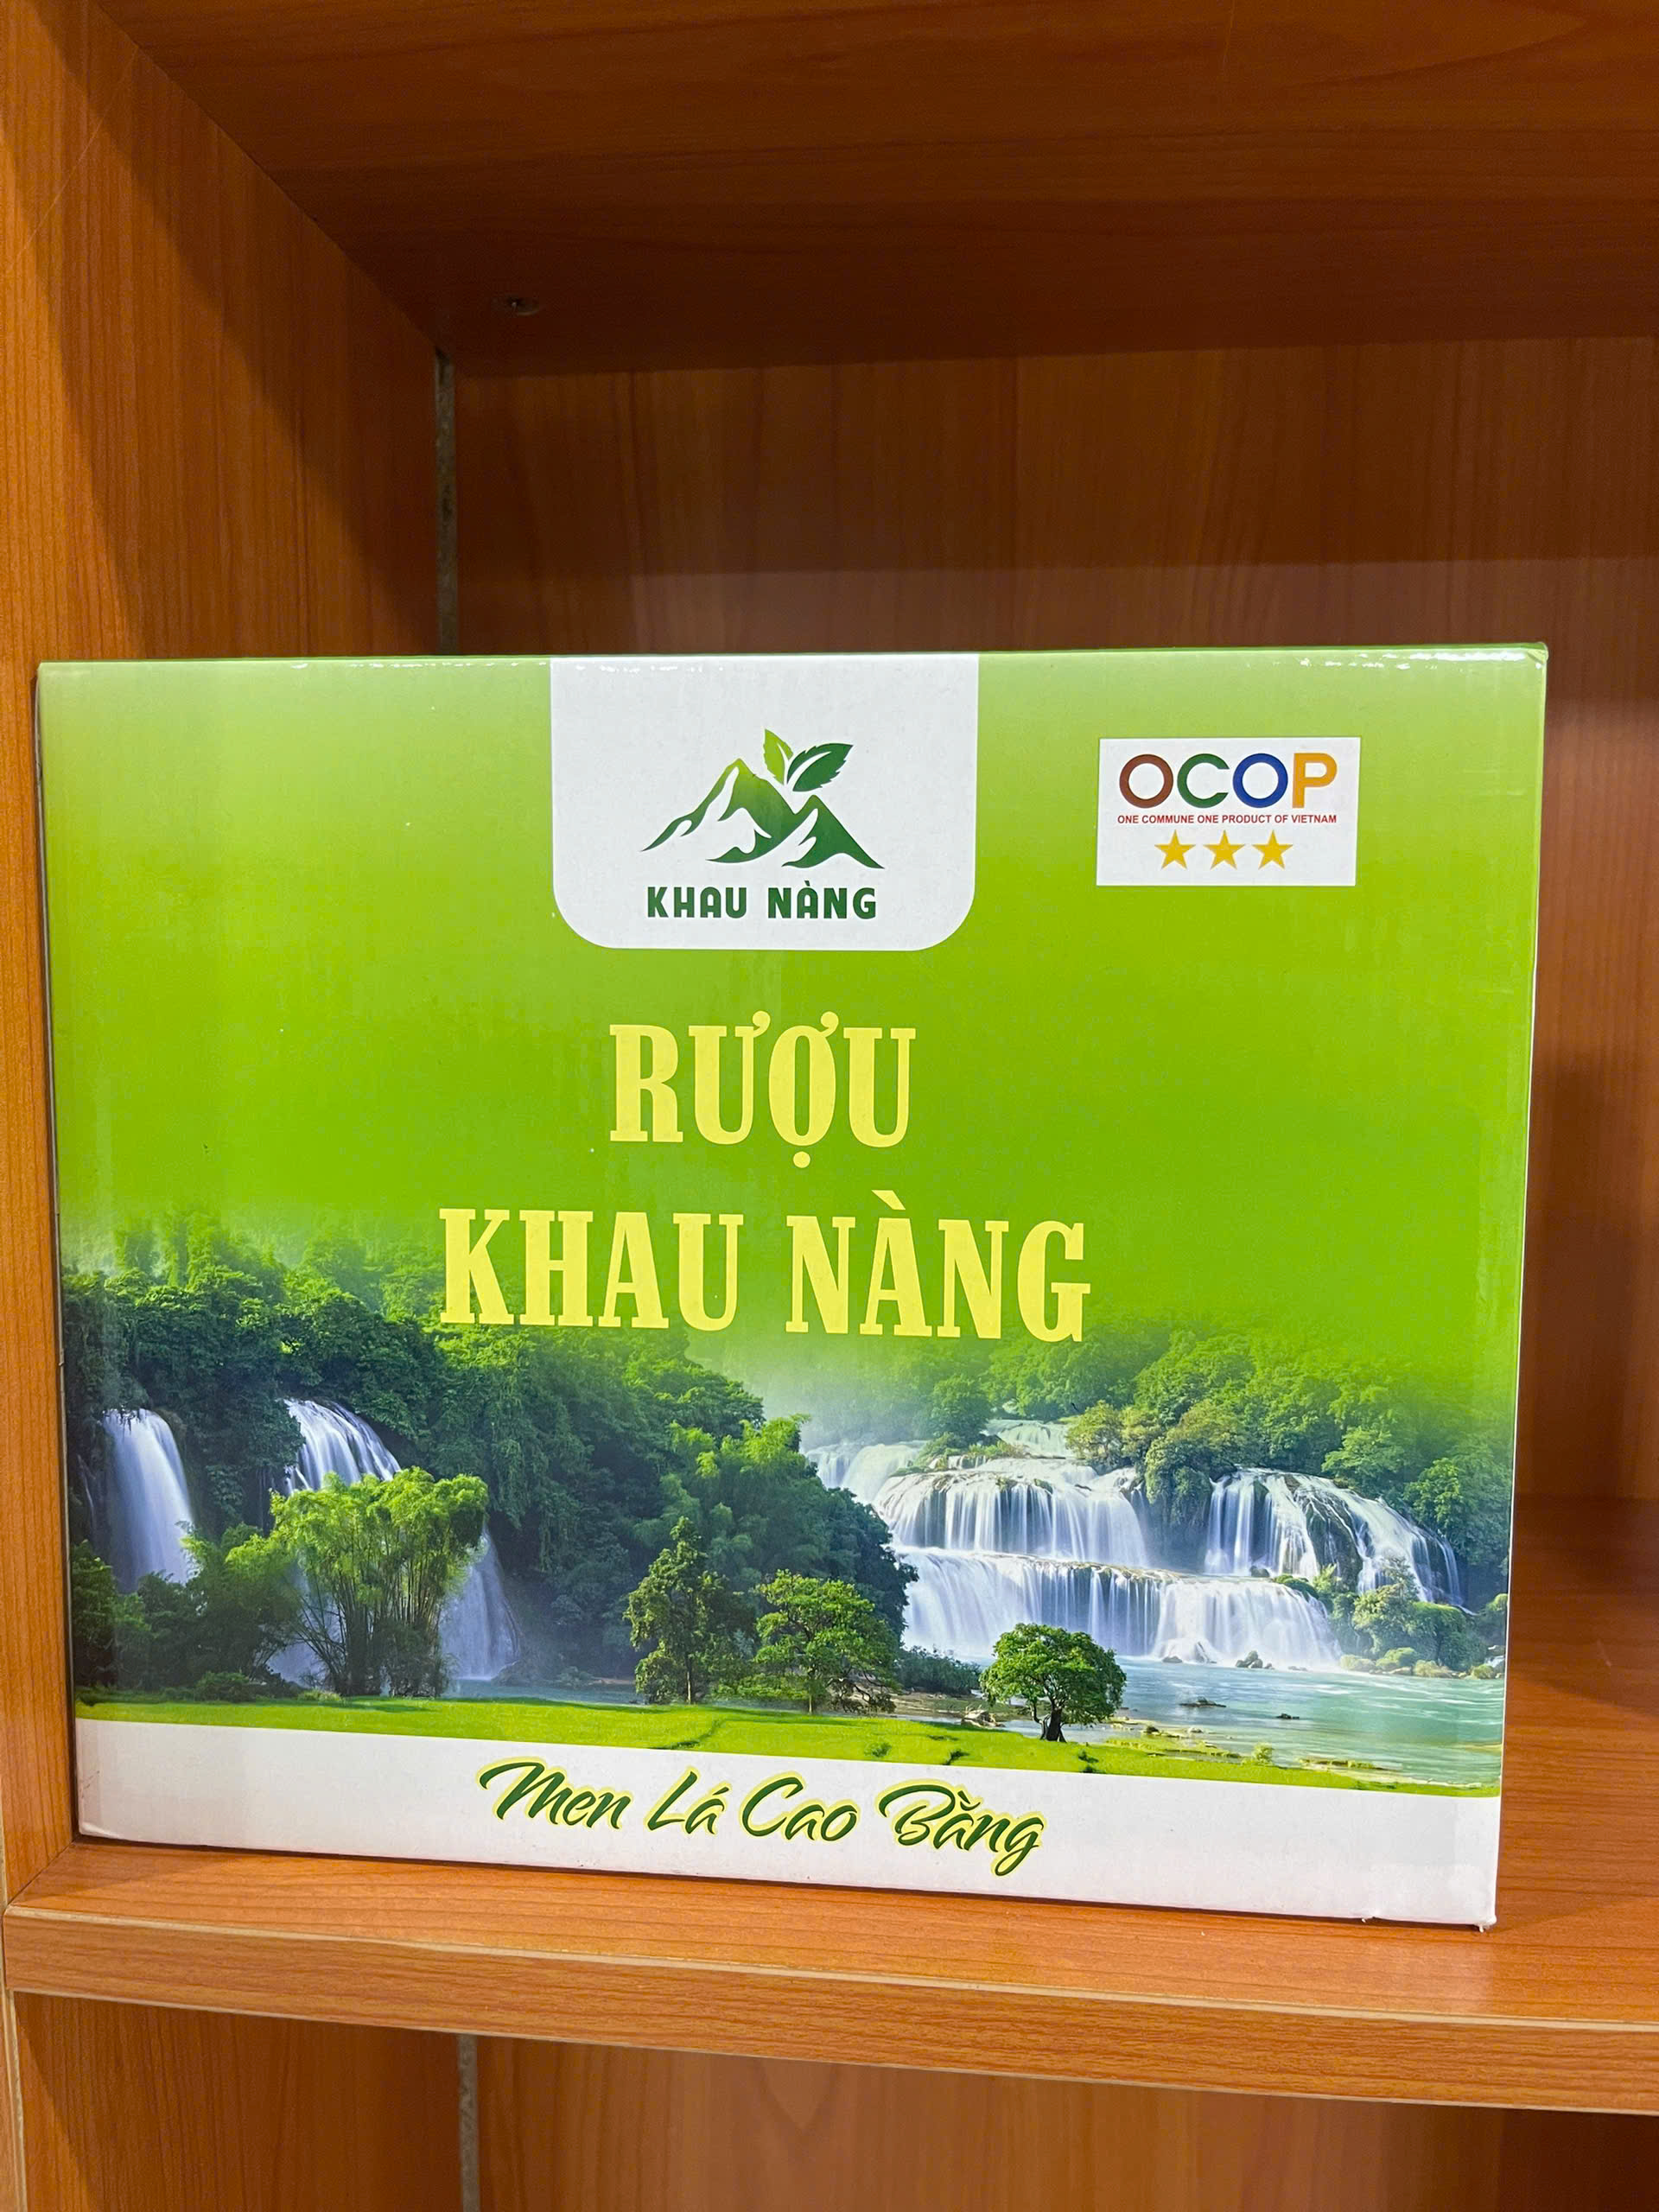 KHAU NÀNG
OCOP
ONE COMMUNE ONE PRODUCT OF VIETNAM
RƯỢU
KHAU NÀNG
Men Lá Cao Bằng